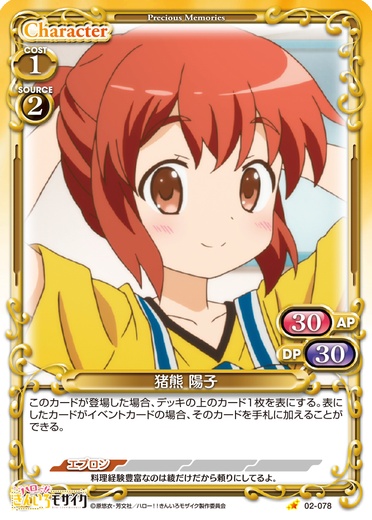 Precious Memories
Character
COST
1
SOURCE
2
30 AP
DP 30
猪熊 陽子
このカードが登場した場合、デッキの上のカード1枚を表にする。表に
したカードがイベントカードの場合、そのカードを手札に加えることが
できる。
エプロン
料理経験豊富なのは綾だけだから頼りにしてるよ。
ハロー!!
きんいろモザイク
02-078
©原悠衣・芳文社/ハロー!!きんいろモザイク製作委員会